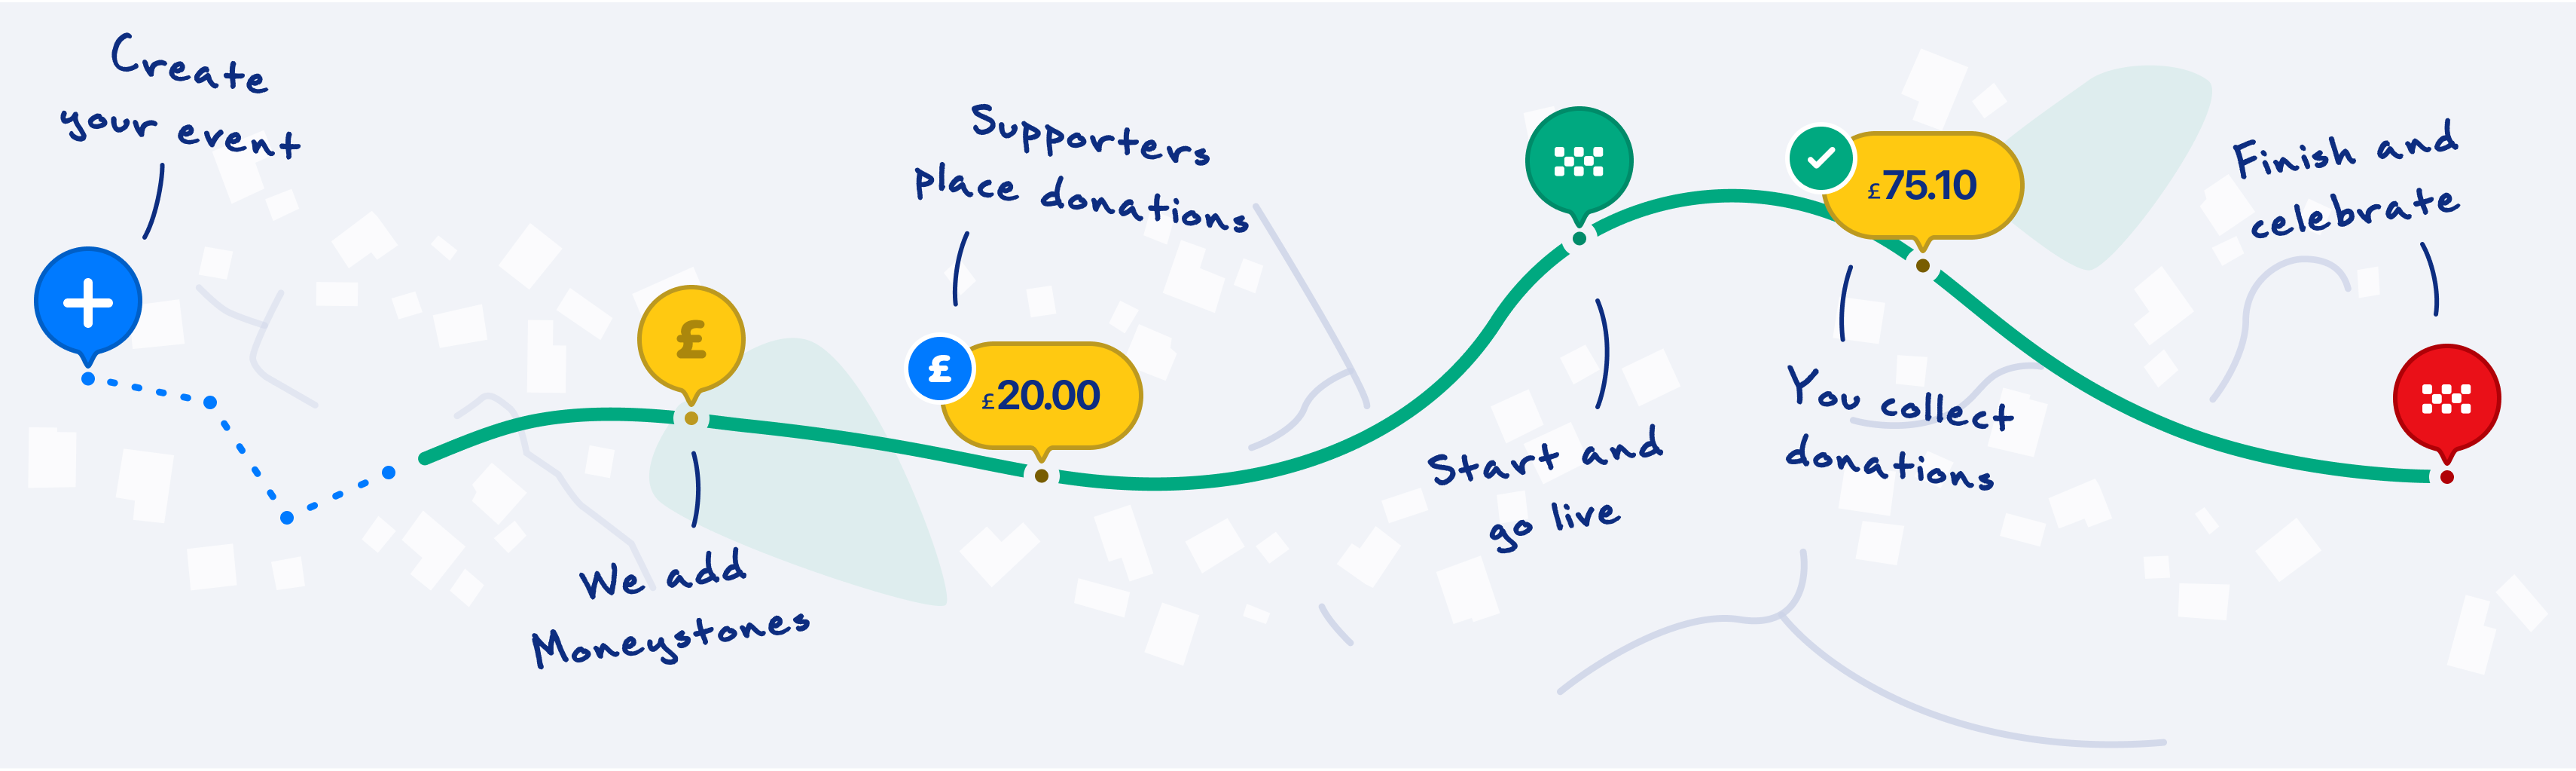 Create
your event
£
We add
Moneystones
Supporters
place donations
£
£20.00
Start and
go live
£75.10
You collect
donations
Finish and
celebrate